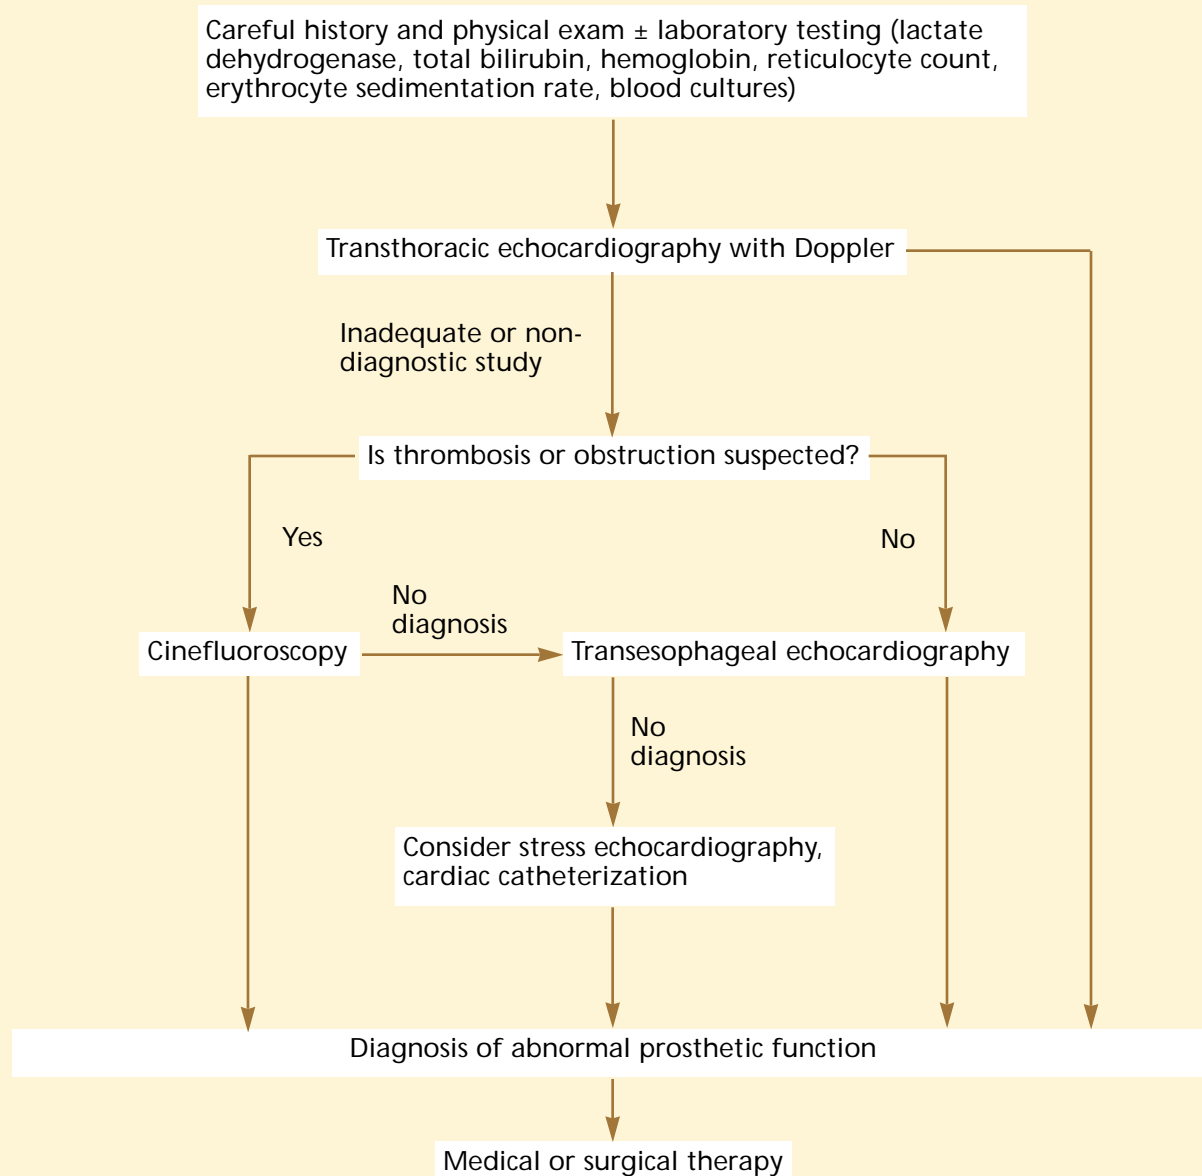 Careful history and physical exam ± laboratory testing (lactate
dehydrogenase, total bilirubin, hemoglobin, reticulocyte count,
erythrocyte sedimentation rate, blood cultures)
Transthoracic echocardiography with Doppler
Inadequate or non-
diagnostic study
Is thrombosis or obstruction suspected?
Yes
No
No
diagnosis
Cinefluoroscopy
Transesophageal echocardiography
No
diagnosis
Consider stress echocardiography,
cardiac catheterization
Diagnosis of abnormal prosthetic function
Medical or surgical therapy